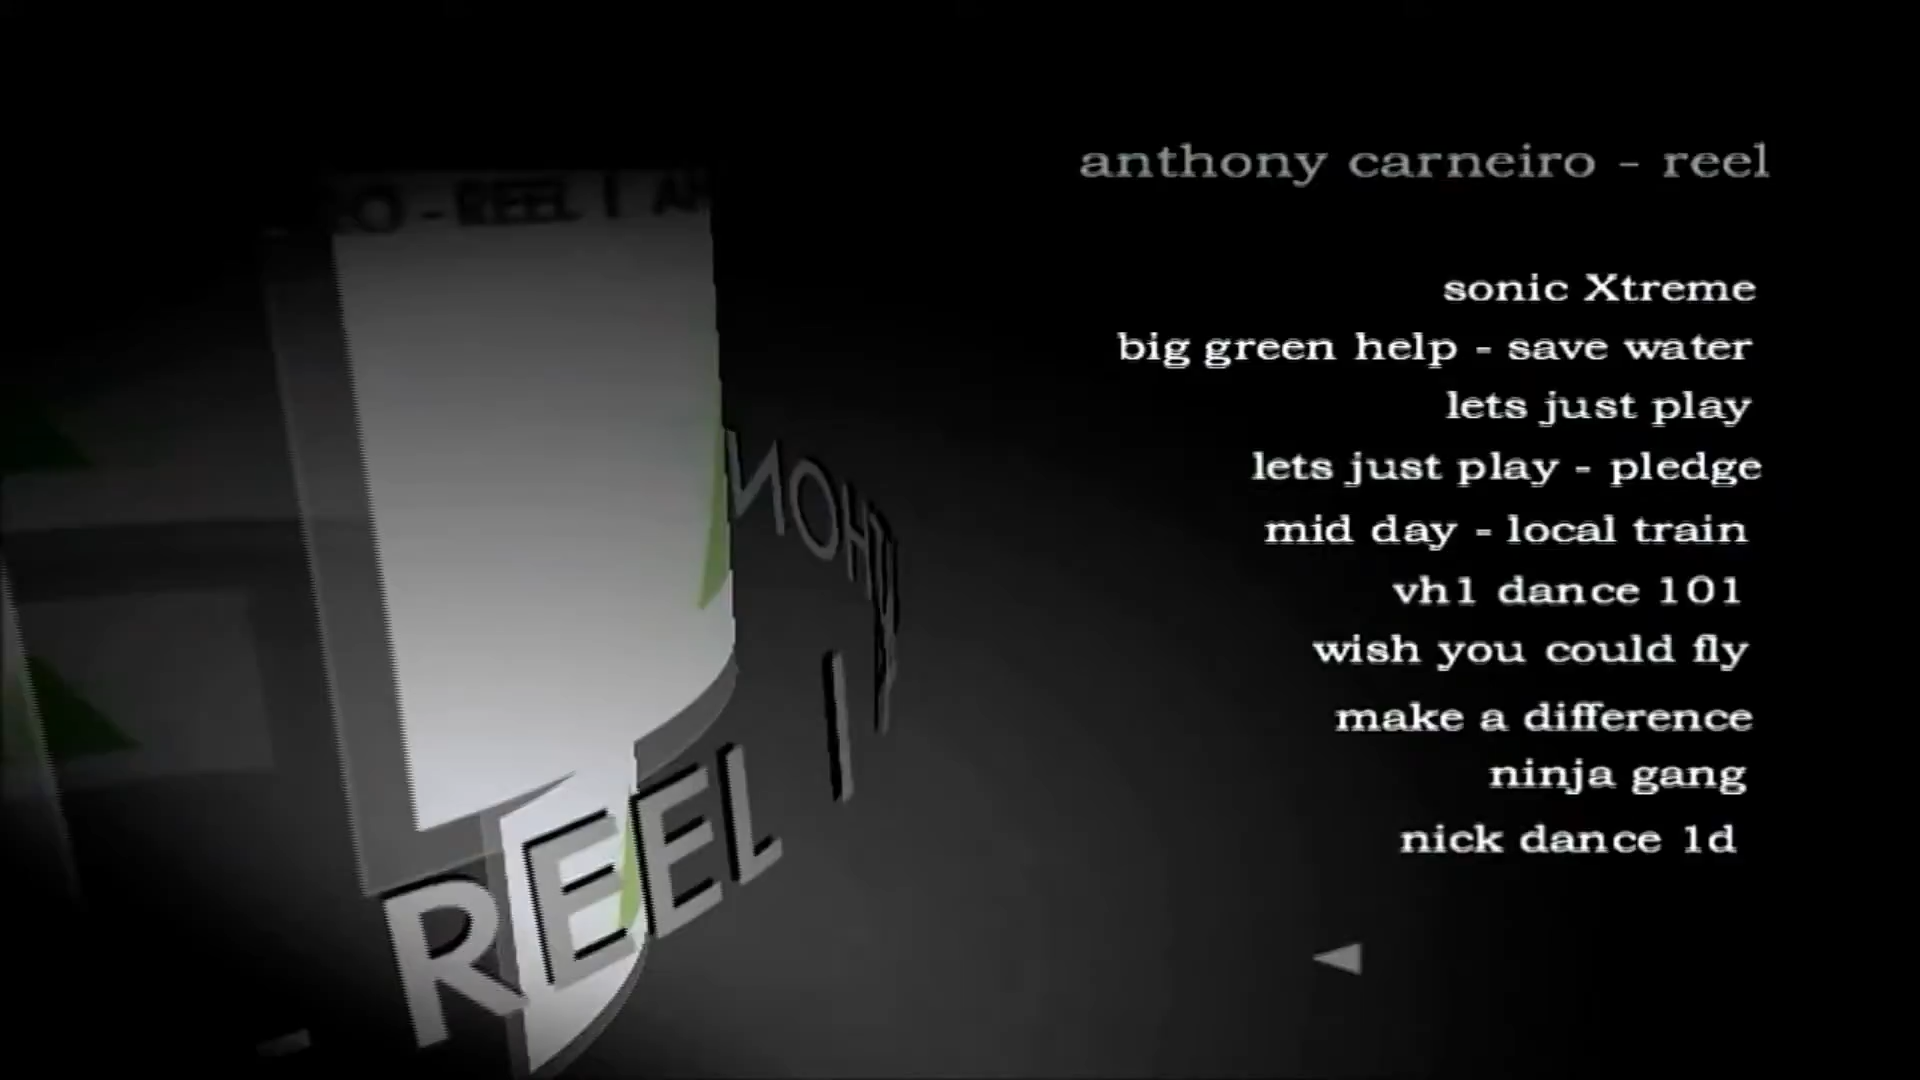 anthony carneiro - reel
sonic Xtreme
big green help - save water
lets just play
lets just play - pledge
mid day - local train
vh1 dance 101
wish you could fly
make a difference
ninja gang
nick dance 1d
O - REEL I
REEL I